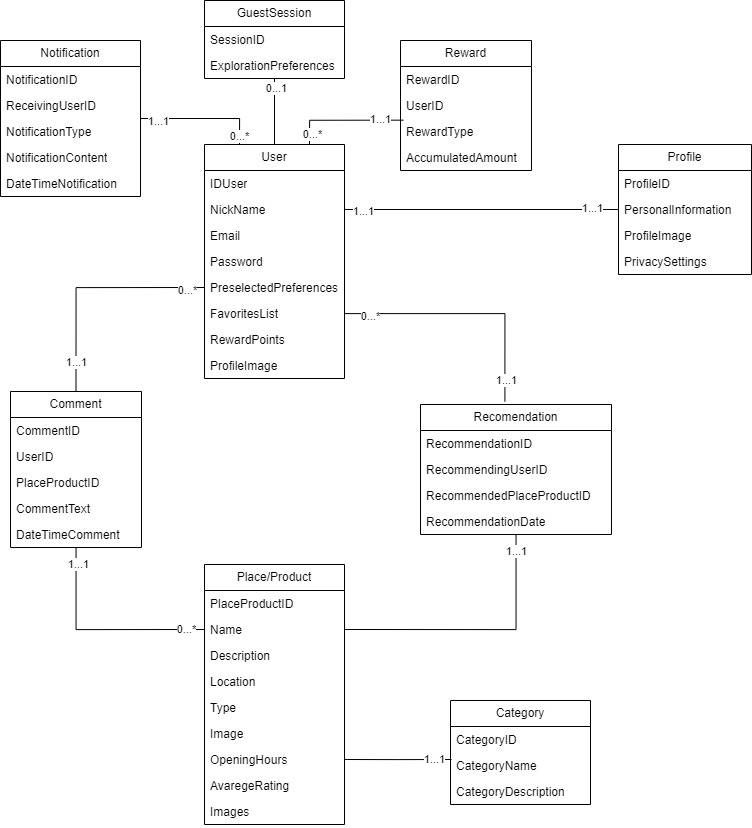 GuestSession
SessionID
ExplorationPreferences
0...1
Notification
NotificationID
ReceivingUserID
NotificationType
NotificationContent
DateTimeNotification
1...1
0...*
Reward
RewardID
UserID
RewardType
AccumulatedAmount
1...1
0...*
User
IDUser
NickName
Email
Password
PreselectedPreferences
FavoritesList
RewardPoints
ProfileImage
1...1
1...1
Profile
ProfileID
PersonalInformation
ProfileImage
PrivacySettings
0...*
1...1
0...*
1...1
Comment
CommentID
UserID
PlaceProductID
CommentText
DateTimeComment
1...1
0...*
Recomendation
RecommendationID
RecommendingUserID
RecommendedPlaceProductID
RecommendationDate
1...1
Place/Product
PlaceProductID
Name
Description
Location
Type
Image
OpeningHours
AvaregeRating
Images
1...1
Category
CategoryID
CategoryName
CategoryDescription